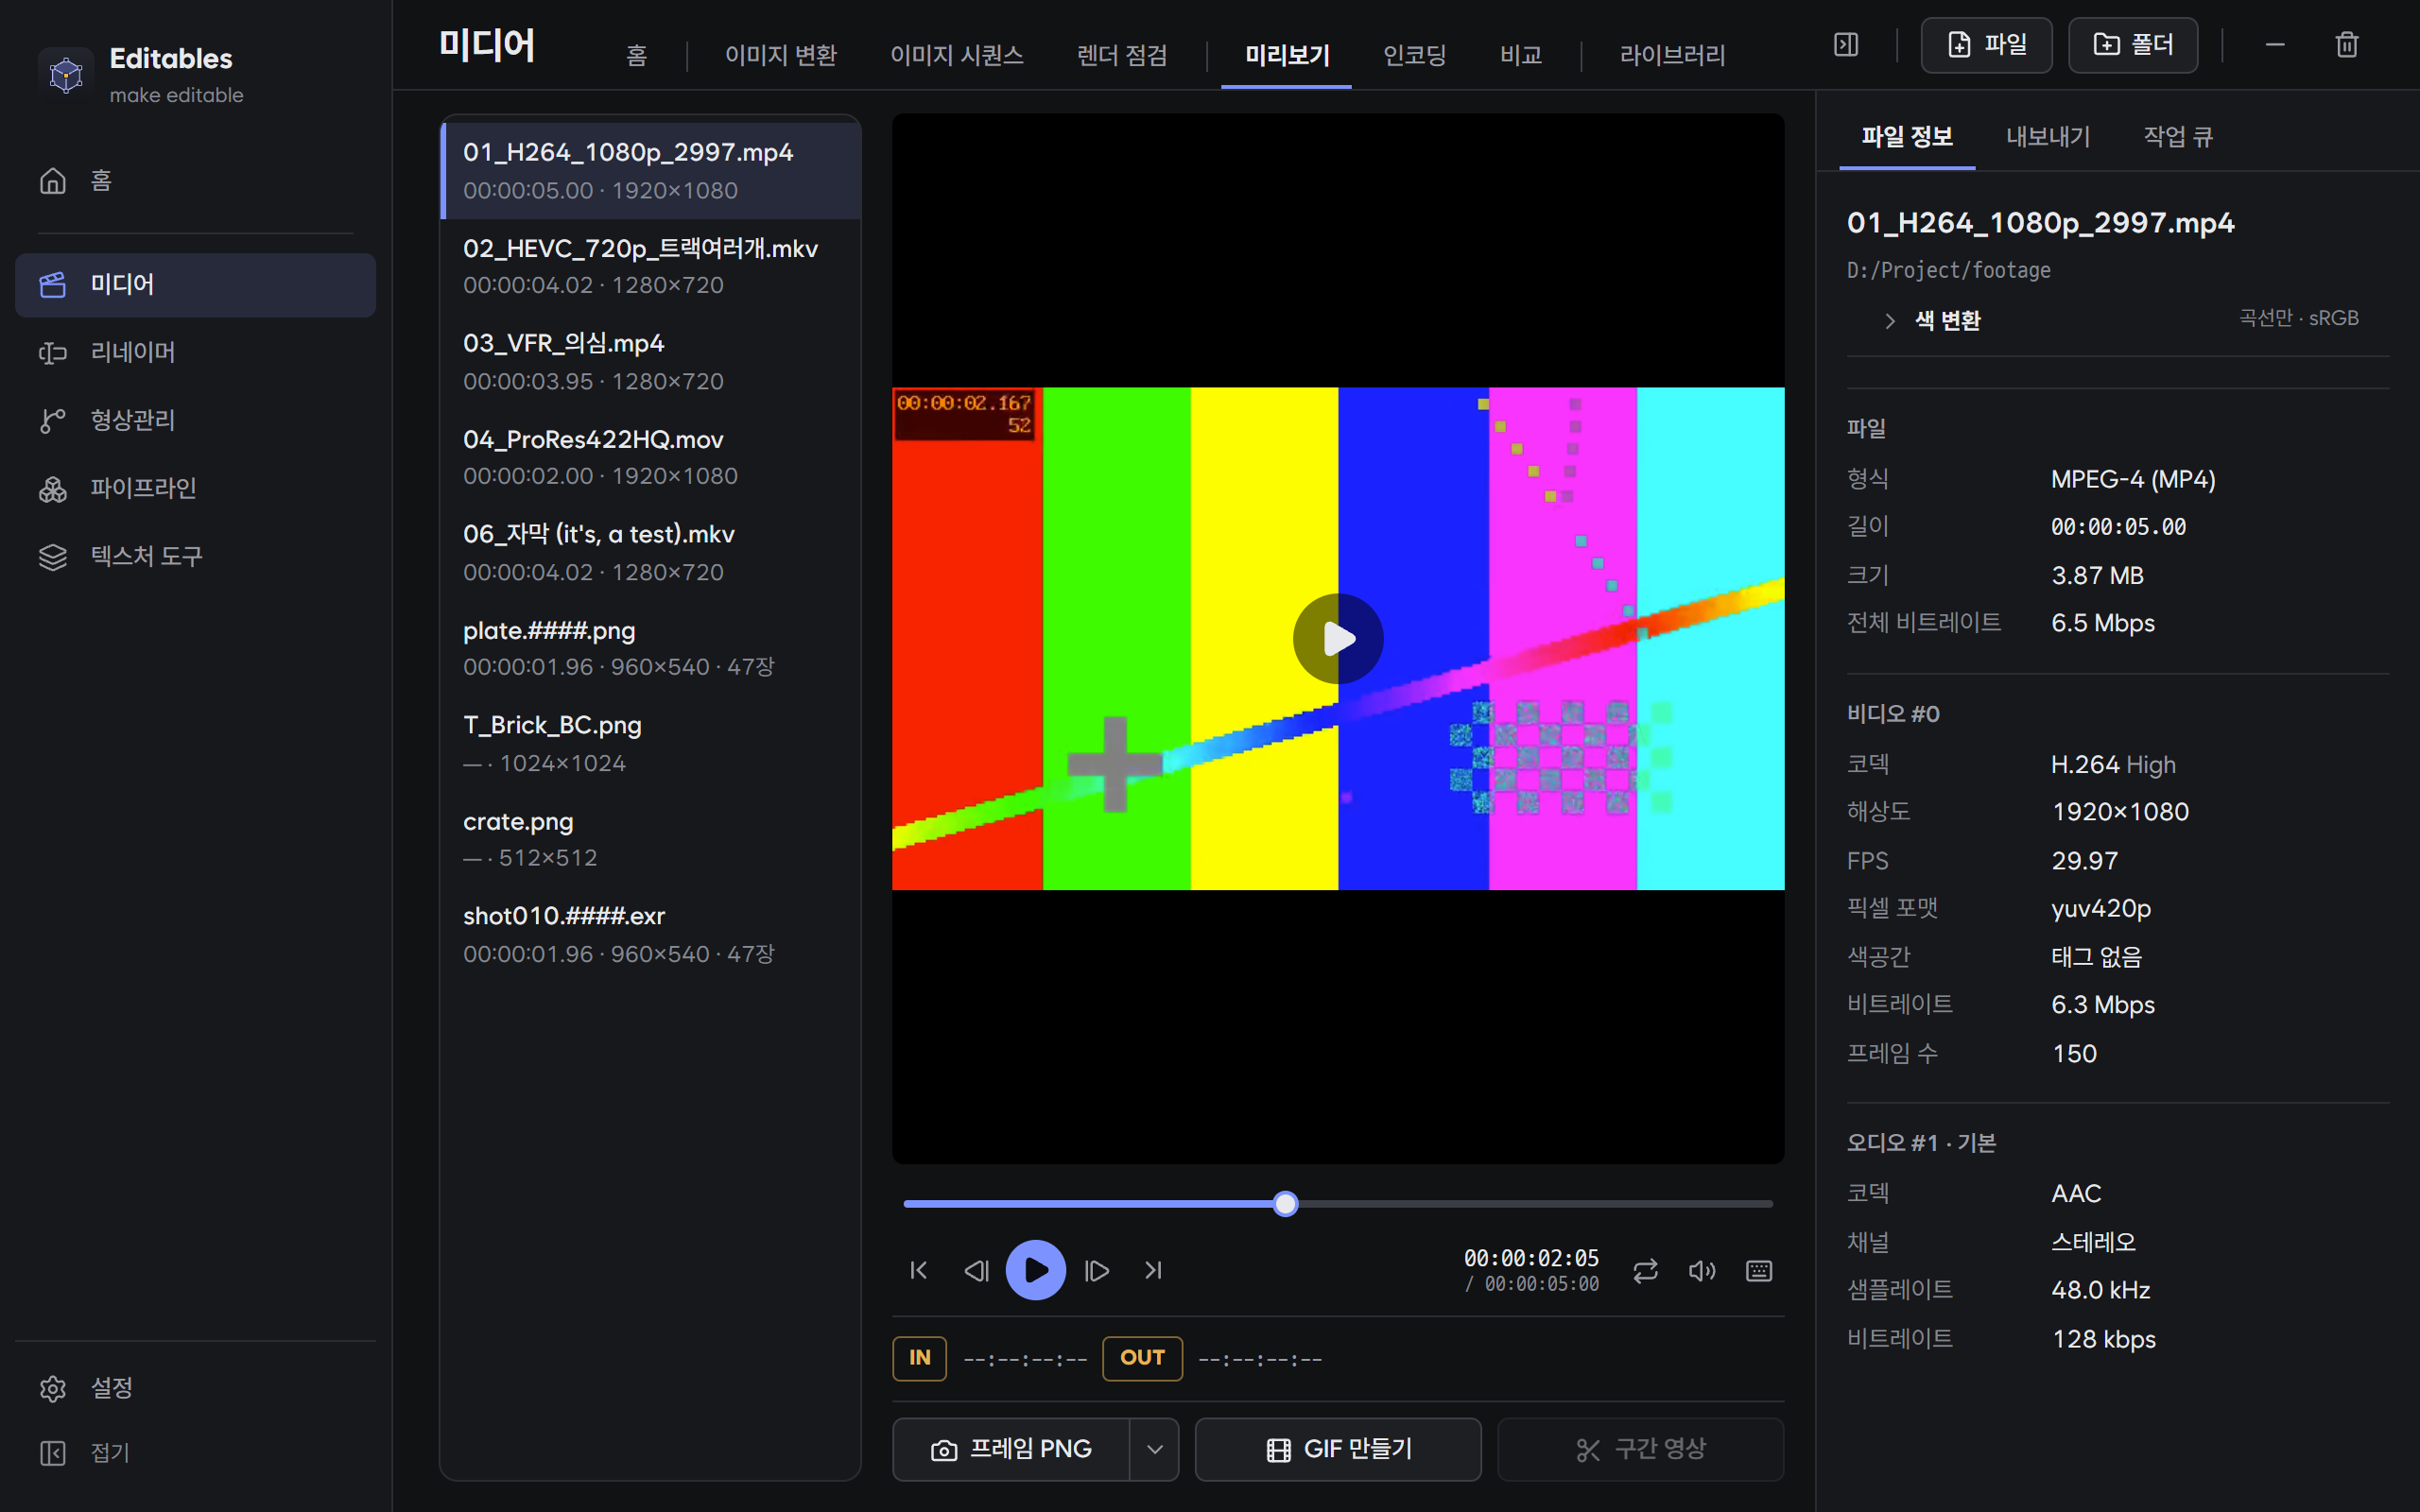 Editables
make editable
홈
미디어
리네이머
형상관리
파이프라인
텍스처 도구
설정
접기
미디어
홈
이미지 변환
이미지 시퀀스
렌더 점검
미리보기
인코딩
비교
라이브러리
파일
폴더
01_H264_1080p_2997.mp4
00:00:05.00 · 1920×1080
02_HEVC_720p_트랙여러개.mkv
00:00:04.02 · 1280×720
03_VFR_의심.mp4
00:00:03.95 · 1280×720
04_ProRes422HQ.mov
00:00:02.00 · 1920×1080
06_자막 (it's, a test).mkv
00:00:04.02 · 1280×720
plate.####.png
00:00:01.96 · 960×540 · 47장
T_Brick_BC.png
— · 1024×1024
crate.png
— · 512×512
shot010.####.exr
00:00:01.96 · 960×540 · 47장
00:00:02.167
52
00:00:02:05
/ 00:00:05:00
IN --:--:--:-- OUT --:--:--:--
프레임 PNG
GIF 만들기
구간 영상
파일 정보
내보내기
작업 큐
01_H264_1080p_2997.mp4
D:/Project/footage
색 변환 곡선만 · sRGB
파일
형식 MPEG-4 (MP4)
길이 00:00:05.00
크기 3.87 MB
전체 비트레이트 6.5 Mbps
비디오 #0
코덱 H.264 High
해상도 1920×1080
FPS 29.97
픽셀 포맷 yuv420p
색공간 태그 없음
비트레이트 6.3 Mbps
프레임 수 150
오디오 #1 · 기본
코덱 AAC
채널 스테레오
샘플레이트 48.0 kHz
비트레이트 128 kbps